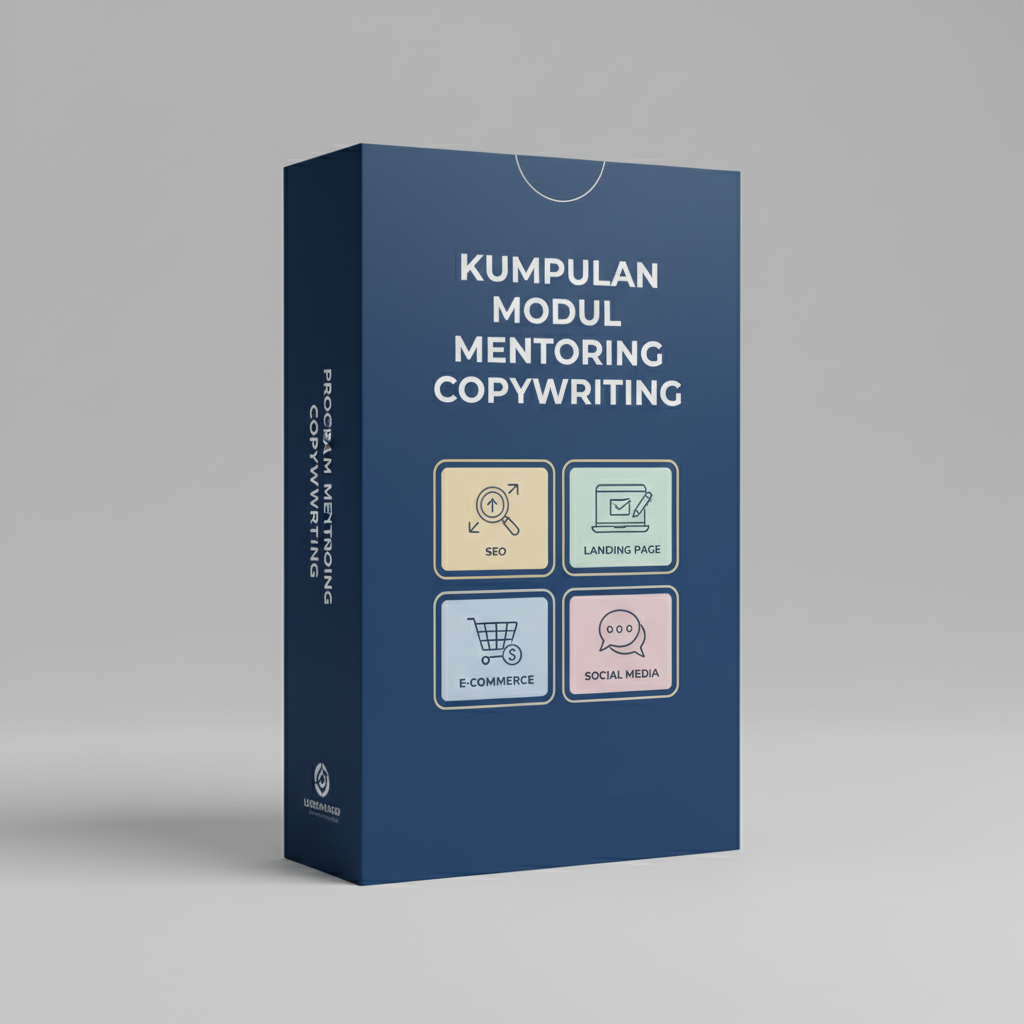 KUMPULAN
MODUL
MENTORING
COPYWRITING
SEO
LANDING PAGE
E-COMMERCE
SOCIAL MEDIA
COPYWRITING